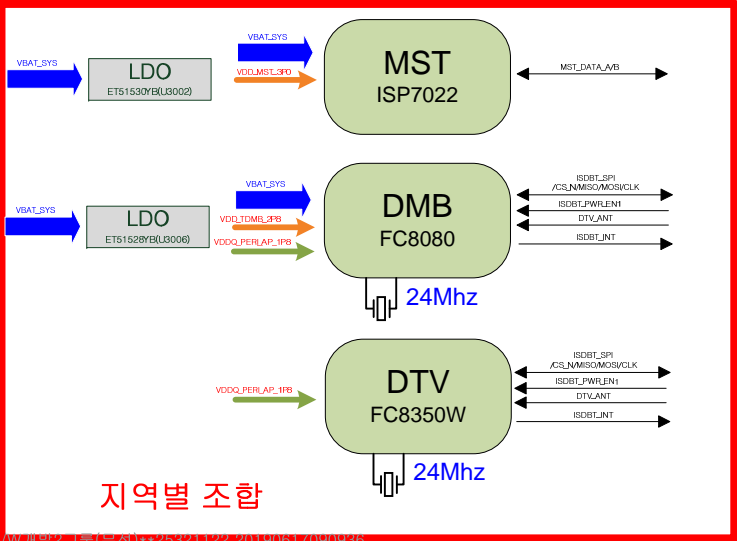 VBAT_SYS
LDO
ET51530YB(U3002)
VBAT_SYS
VDD_MST_3P0
MST
ISP7022
MST_DATA_A/B
VBAT_SYS
LDO
ET51528YB(U3006)
VBAT_SYS
VDD_TDMB_2P8
VDDQ_PERI_AP_1P8
DMB
FC8080
ISDBT_SPI
/CS_N/MISO/MOSI/CLK
ISDBT_PWR_EN1
DTV_ANT
ISDBT_INT
24Mhz
VDDQ_PERI_AP_1P8
DTV
FC8350W
ISDBT_SPI
/CS_N/MISO/MOSI/CLK
ISDBT_PWR_EN1
DTV_ANT
ISDBT_INT
24Mhz
지역별 조합